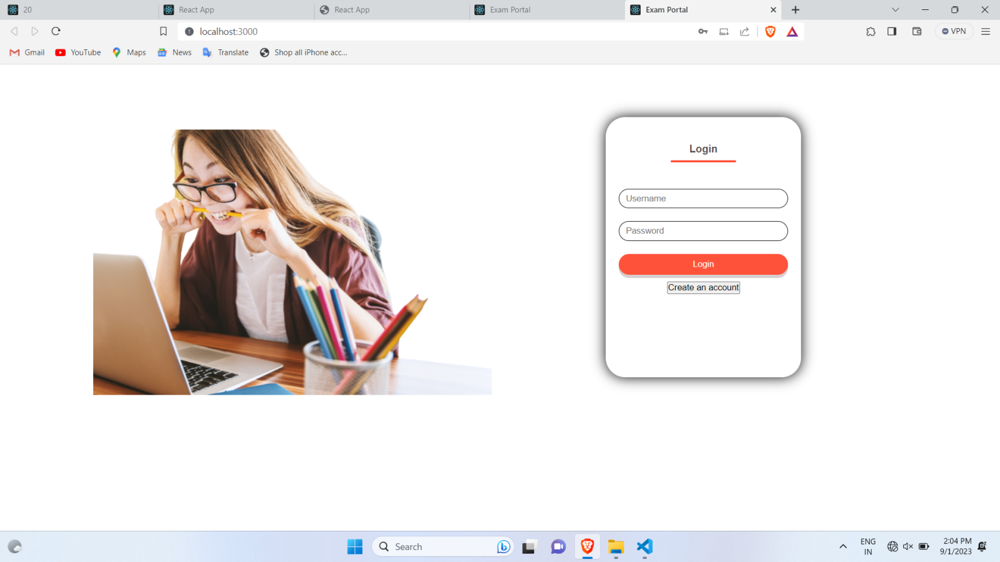 20
React App
React App
Exam Portal
Exam Portal
localhost:3000
VPN
Gmail
YouTube
Maps
News
Translate
Shop all iPhone acc...
Login
Username
Password
Login
Create an account
Search
ENG
IN
2:04 PM
9/1/2023